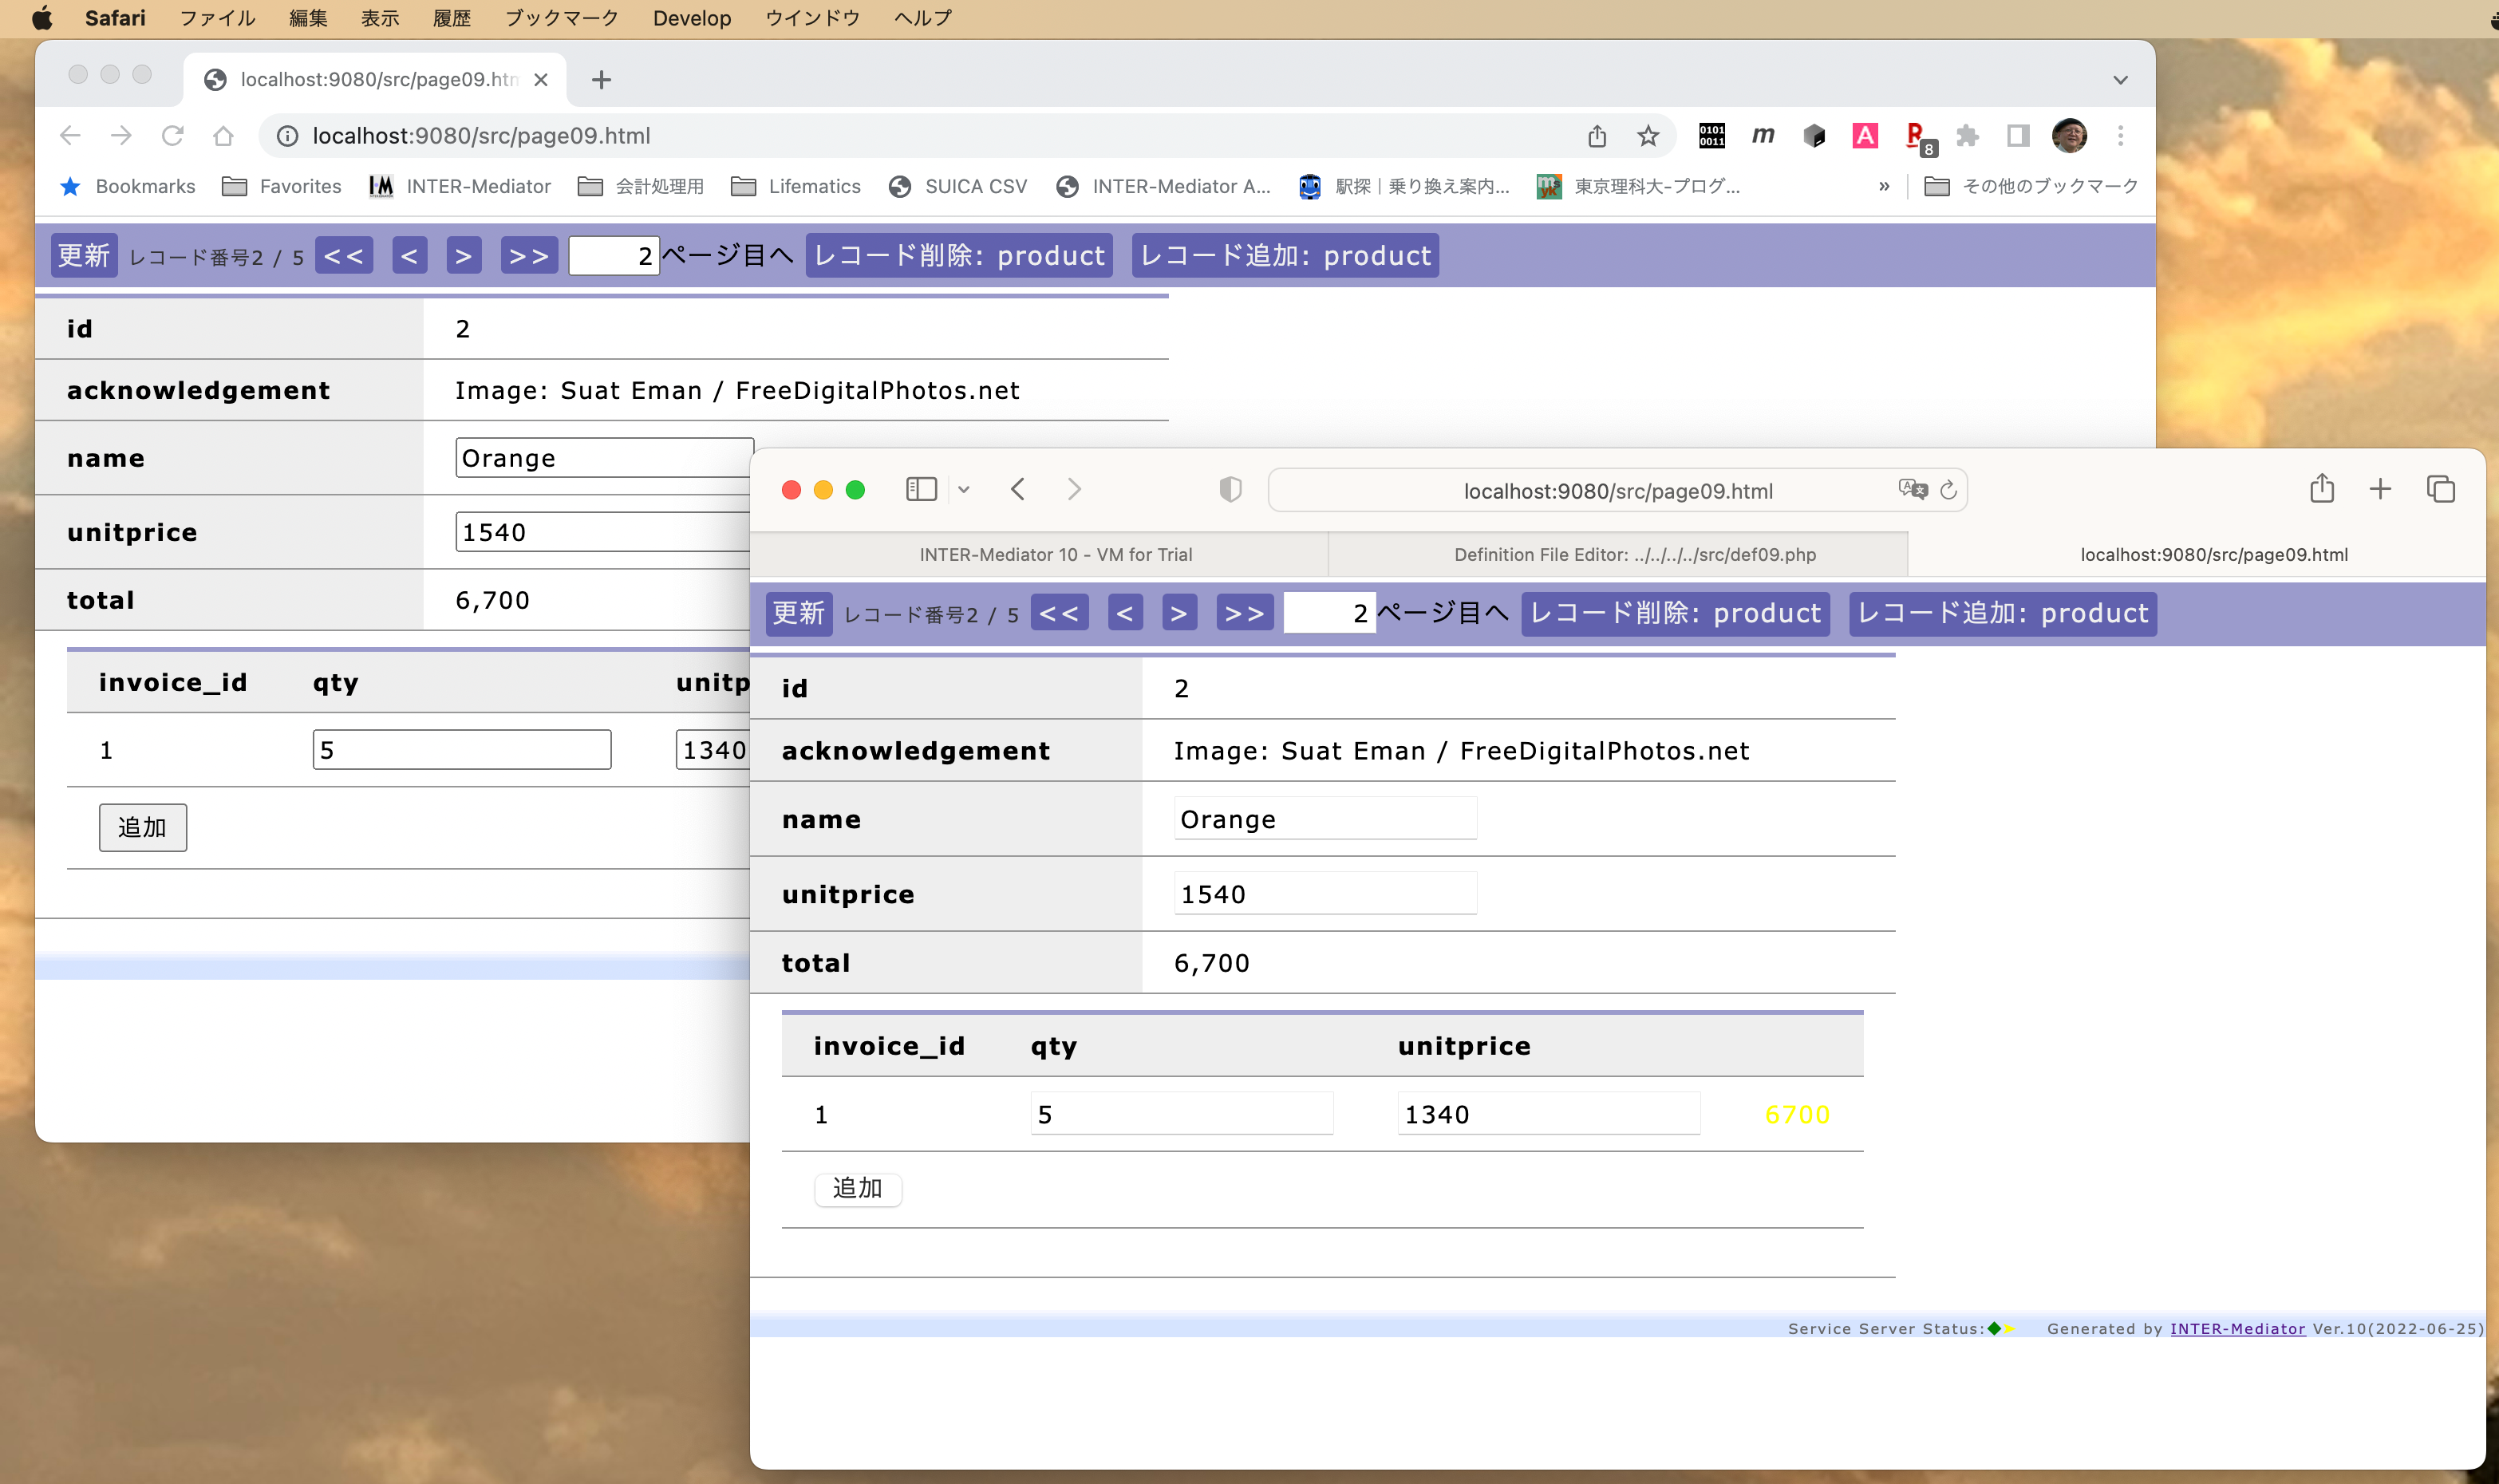 Safari ファイル 編集 表示 履歴 ブックマーク Develop ウインドウ ヘルプ
localhost:9080/src/page09.htm
localhost:9080/src/page09.html
0101
0011
m
A
R
8
Bookmarks Favorites INTER-Mediator 会計処理用 Lifematics SUICA CSV INTER-Mediator A... 駅探｜乗り換え案内... 東京理科大-プログ... » その他のブックマーク
更新 レコード番号2 / 5 << < > >> 2 ページ目へ レコード削除: product レコード追加: product
id 2
acknowledgement Image: Suat Eman / FreeDigitalPhotos.net
name Orange
unitprice 1540
total 6,700
invoice_id qty unitp
1 5 1340
追加
localhost:9080/src/page09.html
INTER-Mediator 10 - VM for Trial
Definition File Editor: ../../../../src/def09.php
localhost:9080/src/page09.html
更新 レコード番号2 / 5 << < > >> 2 ページ目へ レコード削除: product レコード追加: product
id 2
acknowledgement Image: Suat Eman / FreeDigitalPhotos.net
name Orange
unitprice 1540
total 6,700
invoice_id qty unitprice
1 5 1340 6700
追加
Service Server Status: Generated by INTER-Mediator Ver.10(2022-06-25)